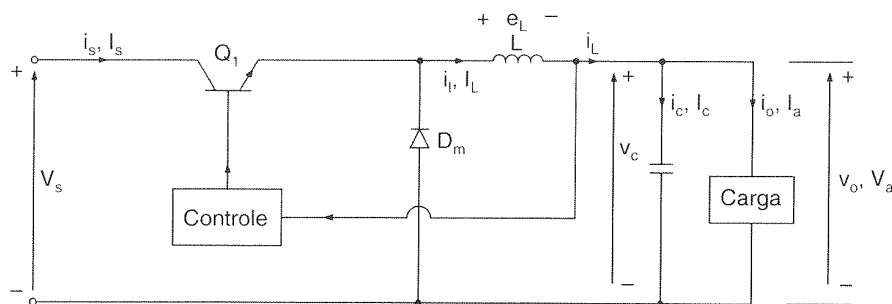 + e_L −
L
i_s, I_s
Q_1
i_L
+
i_l, I_L
+
+
i_c, I_c
i_o, I_a
D_m
v_c
V_s
Controle
Carga
v_o, V_a
−
−
−